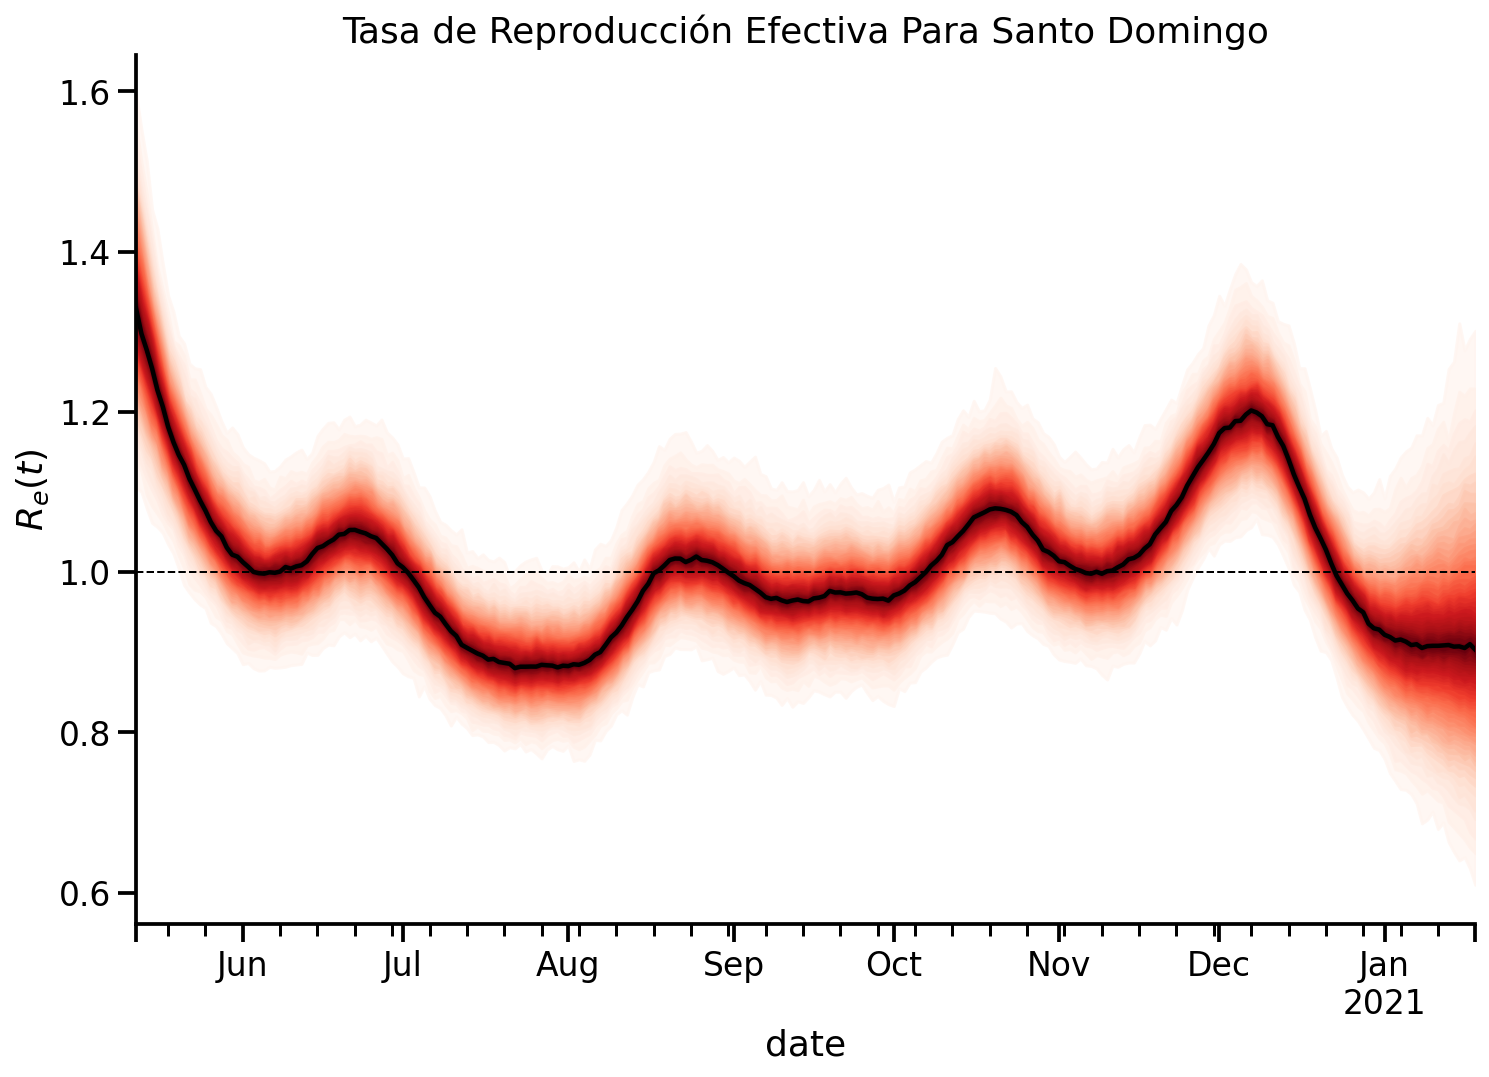 Tasa de Reproducción Efectiva Para Santo Domingo
1.6
1.4
1.2
1.0
0.8
0.6
Rₑ(t)
Jun Jul Aug Sep Oct Nov Dec Jan
2021
date